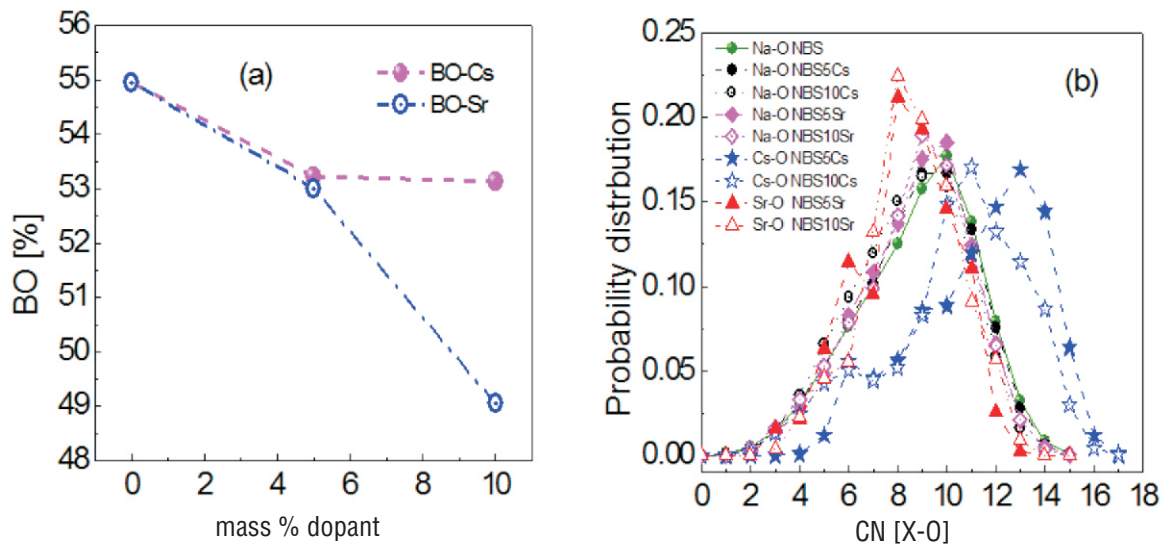 56
55
54
53
52
51
50
49
48
BO [%]
(a)
BO-Cs
BO-Sr
0 2 4 6 8 10
mass % dopant
0.25
0.20
0.15
0.10
0.05
0.00
Probability distrbution
Na-O NBS
Na-O NBS5Cs
Na-O NBS10Cs
Na-O NBS5Sr
Na-O NBS10Sr
Cs-O NBS5Cs
Cs-O NBS10Cs
Sr-O NBS5Sr
Sr-O NBS10Sr
(b)
0 2 4 6 8 10 12 14 16 18
CN [X-O]